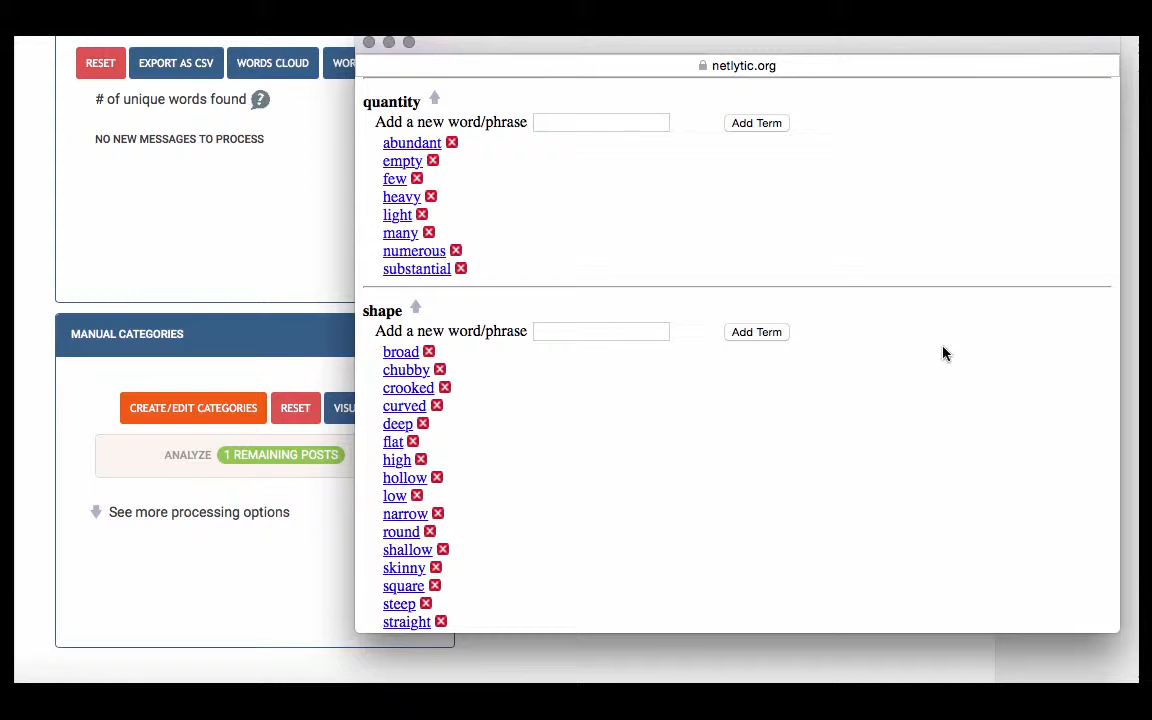 RESET
EXPORT AS CSV
WORDS CLOUD
WOR
# of unique words found ?
NO NEW MESSAGES TO PROCESS
MANUAL CATEGORIES
CREATE/EDIT CATEGORIES
RESET
VISU
ANALYZE 1 REMAINING POSTS
See more processing options
netlytic.org
quantity
Add a new word/phrase
Add Term
abundant
empty
few
heavy
light
many
numerous
substantial
shape
Add a new word/phrase
Add Term
broad
chubby
crooked
curved
deep
flat
high
hollow
low
narrow
round
shallow
skinny
square
steep
straight